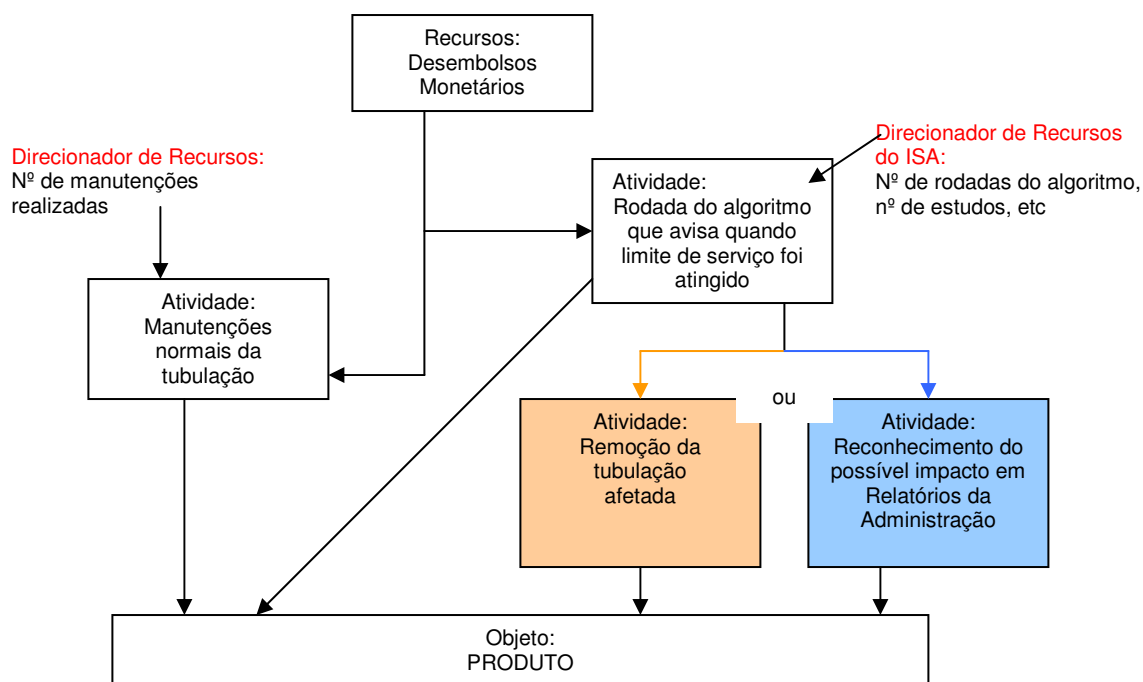 Recursos:
Desembolsos
Monetários
Direcionador de Recursos:
Nº de manutenções
realizadas
Direcionador de Recursos
do ISA:
Nº de rodadas do algoritmo,
nº de estudos, etc
Atividade:
Rodada do algoritmo
que avisa quando
limite de serviço foi
atingido
Atividade:
Manutenções
normais da
tubulação
ou
Atividade:
Remoção da
tubulação
afetada
Atividade:
Reconhecimento do
possível impacto em
Relatórios da
Administração
Objeto:
PRODUTO